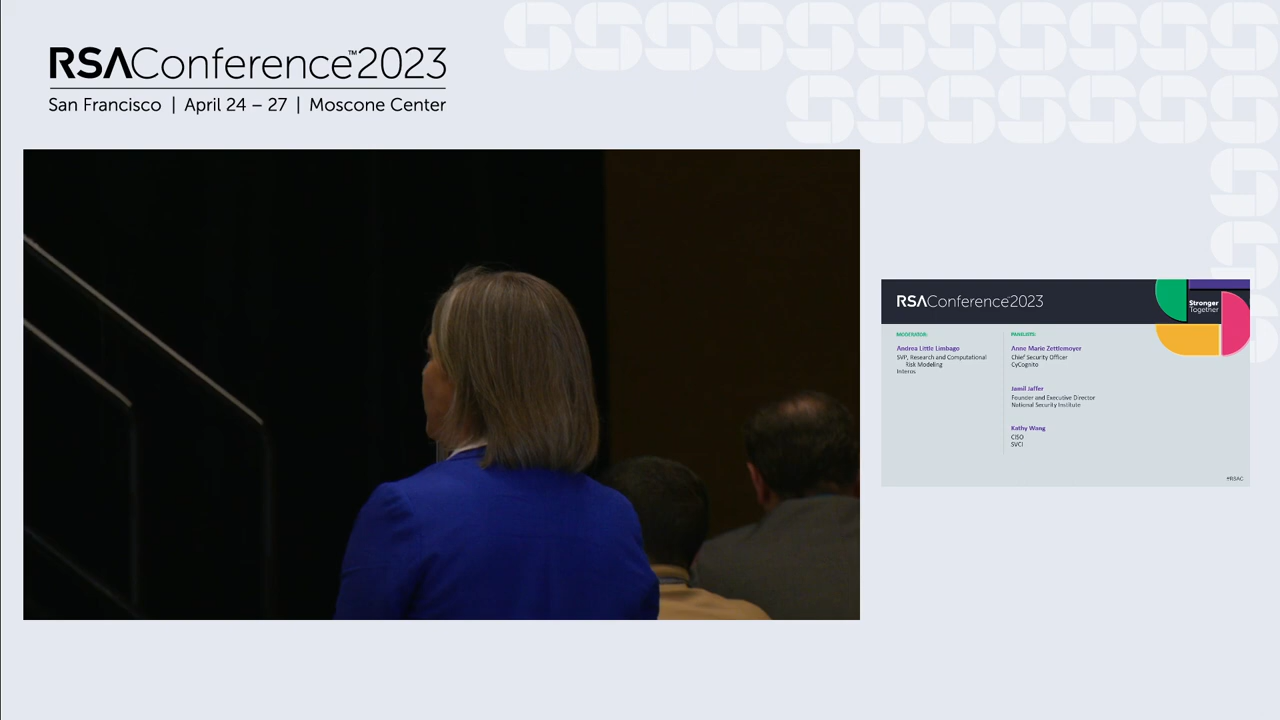 RSAConference™2023
San Francisco | April 24 – 27 | Moscone Center
RSAConference2023
Stronger
Together
MODERATOR:
Andrea Little Limbago
SVP, Research and Computational
Risk Modeling
Interos
PANELISTS:
Anne Marie Zettlemoyer
Chief Security Officer
CyCognito
Jamil Jaffer
Founder and Executive Director
National Security Institute
Kathy Wang
CISO
SVCI
#RSAC